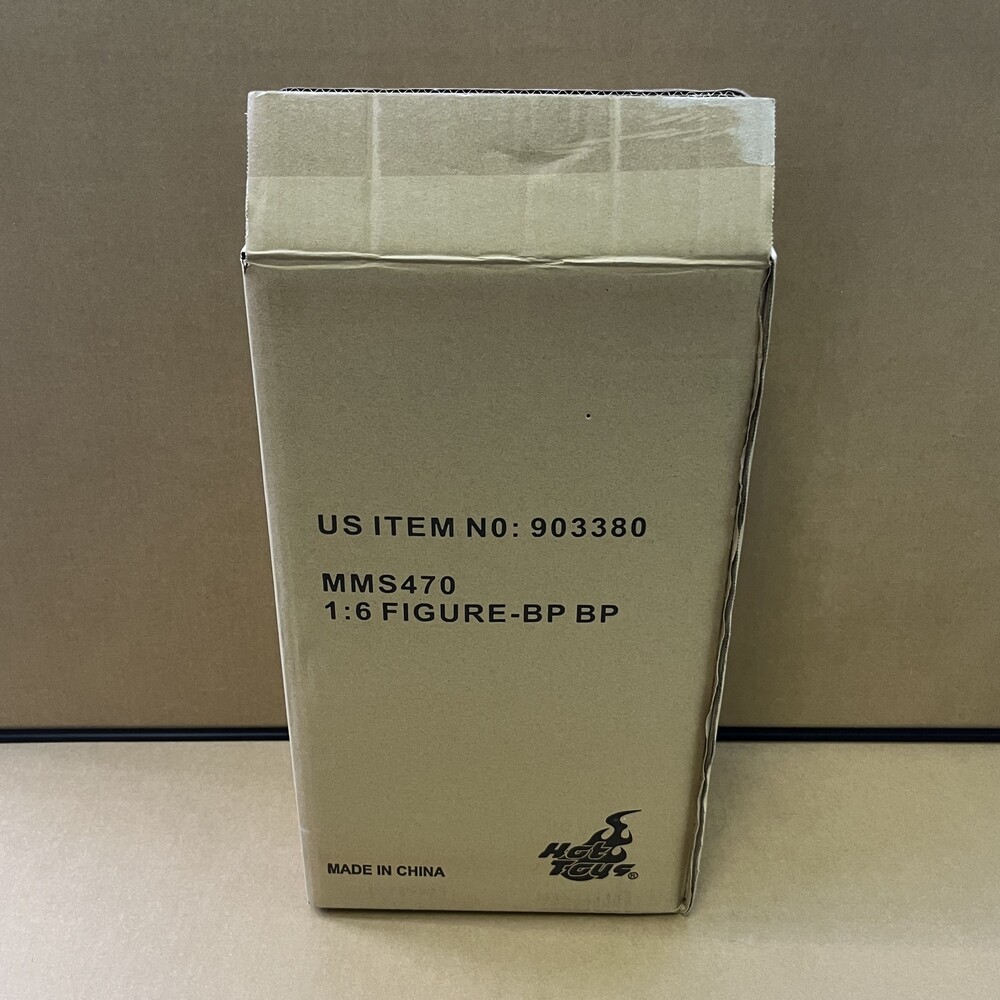 US ITEM N0: 903380
MMS470
1:6 FIGURE-BP BP
MADE IN CHINA
Hot
Toys®